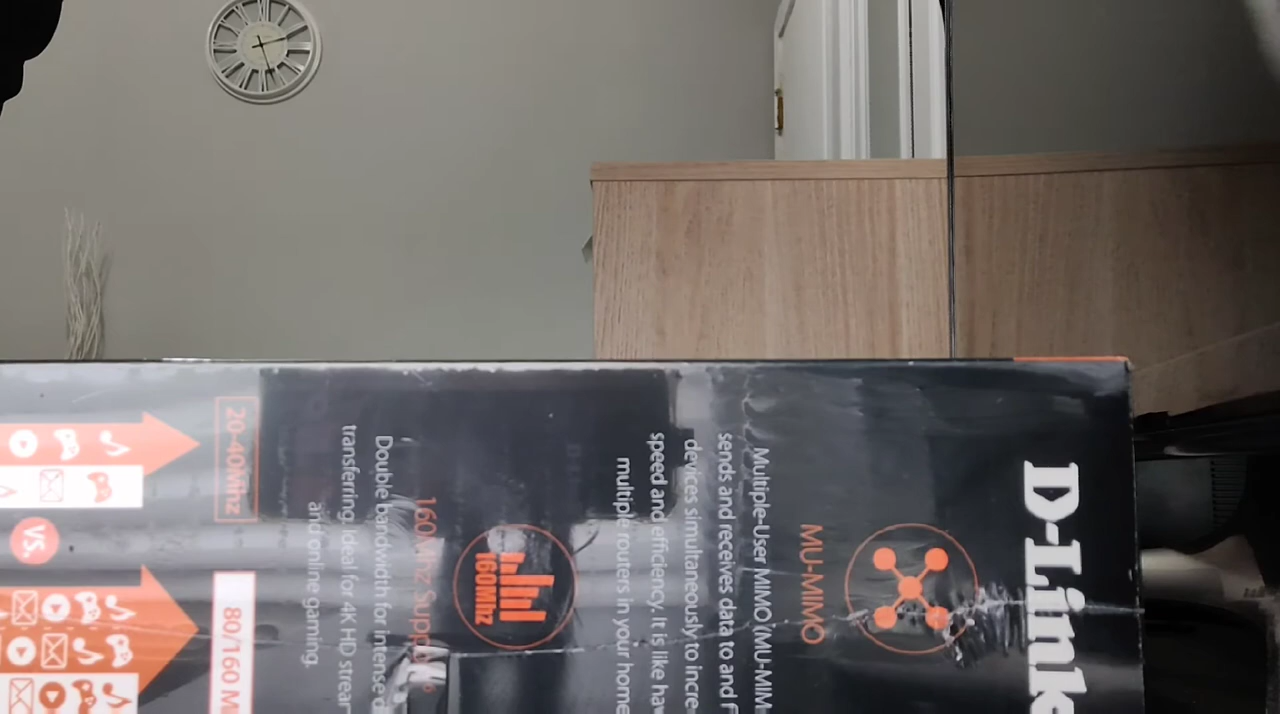 D-Link
MU-MIMO
Multiple-User MIMO (MU-MIM
sends and receives data to and f
devices simultaneously to incre
speed and efficiency. It is like hav
multiple routers in your home
160Mhz
160Mhz Supp
Double bandwidth for intense d
transferring. Ideal for 4K HD strear
and online gaming.
20-40Mhz
VS.
80/160 M